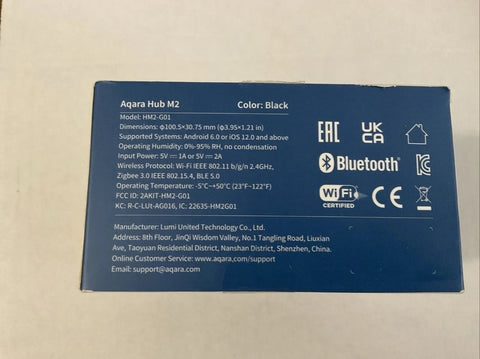 Aqara Hub M2 Color: Black
Model: HM2-G01
Dimensions: φ100.5×30.75 mm (φ3.95×1.21 in)
Supported Systems: Android 6.0 or iOS 12.0 and above
Operating Humidity: 0%-95% RH, no condensation
Input Power: 5V⎓1A or 5V⎓2A
Wireless Protocol: Wi-Fi IEEE 802.11 b/g/n 2.4GHz,
Zigbee 3.0 IEEE 802.15.4, BLE 5.0
Operating Temperature: -5°C~+50°C (23°F~122°F)
FCC ID: 2AKIT-HM2-G01
KC: R-C-LUt-AG016, IC: 22635-HM2G01
EAC
UK
CA
Bluetooth
Wi Fi
CERTIFIED
Manufacturer: Lumi United Technology Co., Ltd.
Address: 8th Floor, JinQi Wisdom Valley, No.1 Tangling Road, Liuxian
Ave, Taoyuan Residential District, Nanshan District, Shenzhen, China.
Online Customer Service: www.aqara.com/support
Email: support@aqara.com